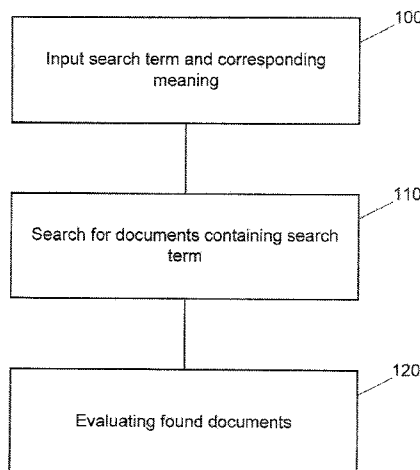 100
Input search term and corresponding
meaning
110
Search for documents containing search
term
120
Evaluating found documents